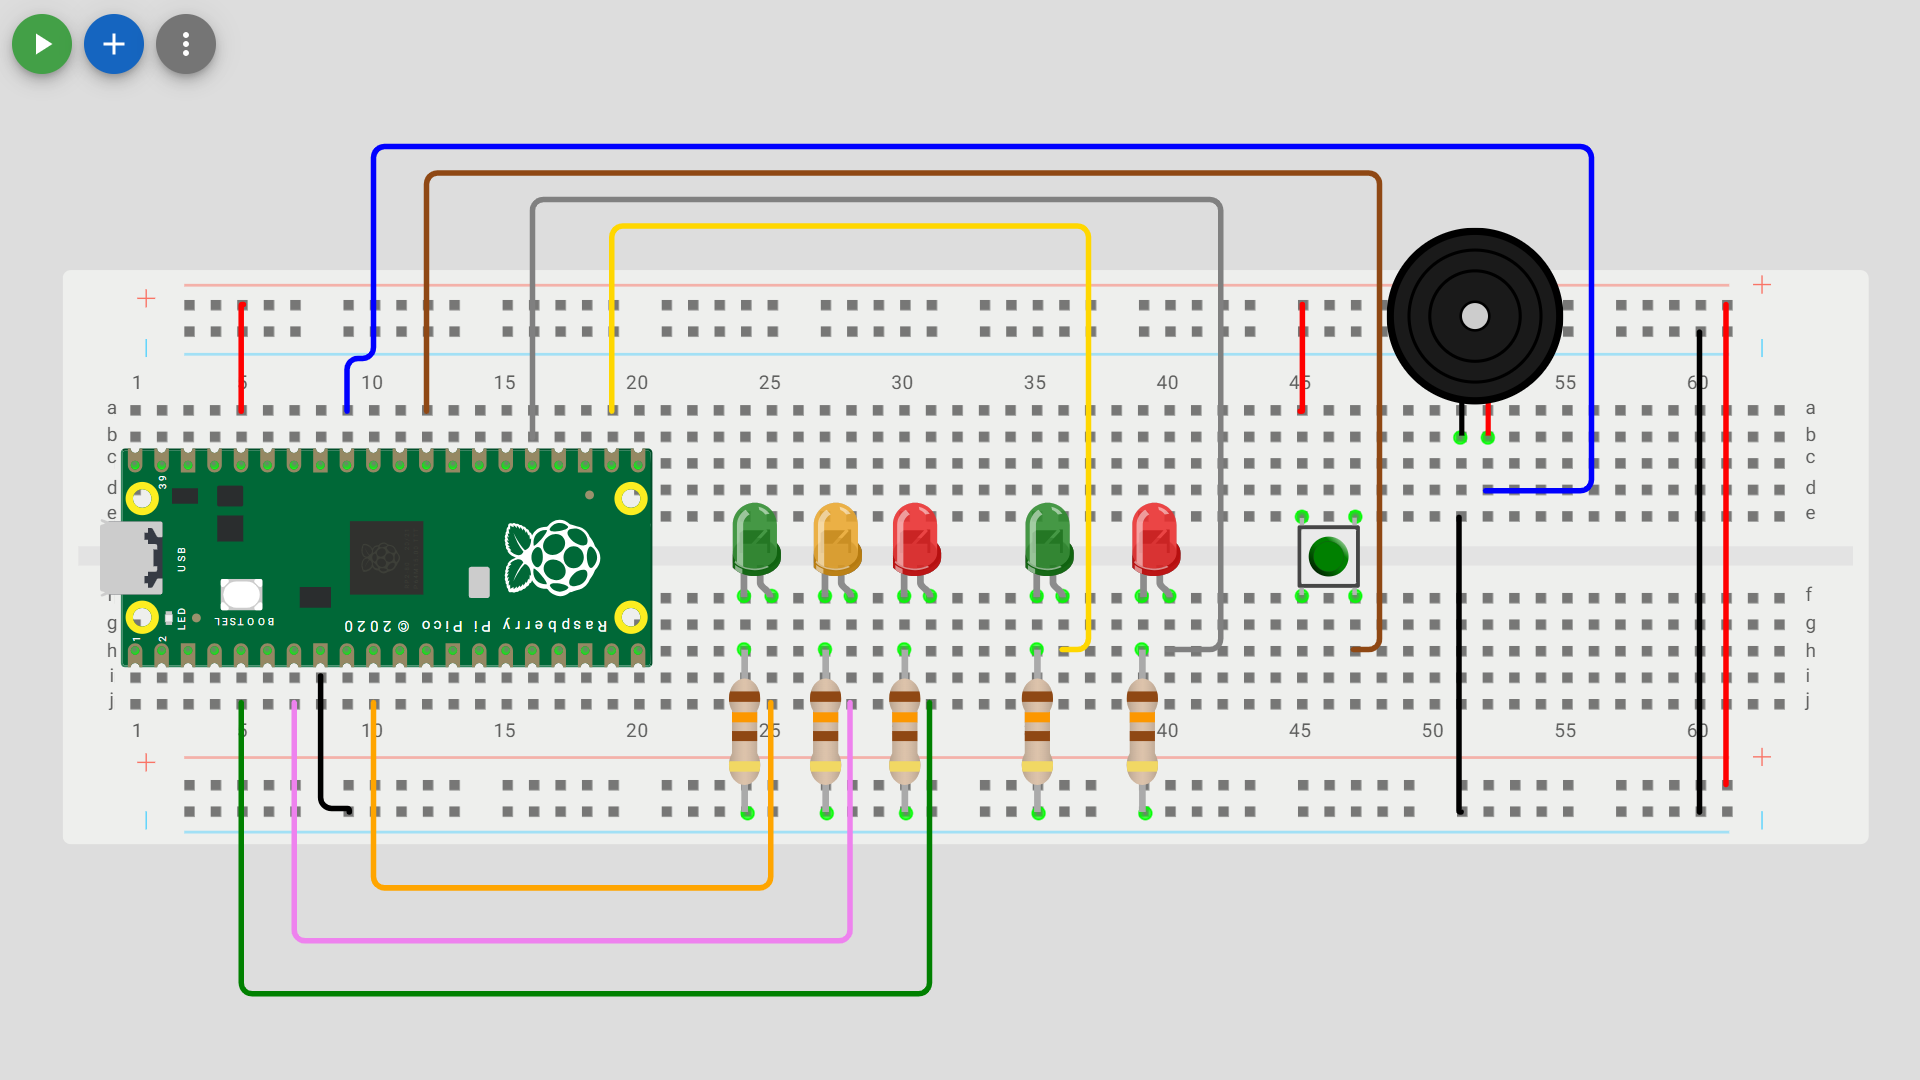 1 5 10 15 20 25 30 35 40 45 55 60
a a
b b
c c
d d
e e
39
USB
LED
BOOTSEL
Raspberry Pi Pico © 2020
1
2
f
g g
h h
i i
j j
1 5 10 15 20 25 40 45 50 55 60